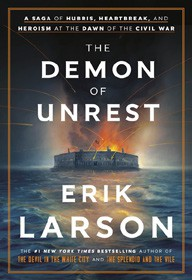 A SAGA OF HUBRIS, HEARTBREAK, AND
HEROISM AT THE DAWN OF THE CIVIL WAR
THE
DEMON
OF
UNREST
ERIK
LARSON
THE #1 NEW YORK TIMES BESTSELLING AUTHOR OF
THE DEVIL IN THE WHITE CITY AND THE SPLENDID AND THE VILE